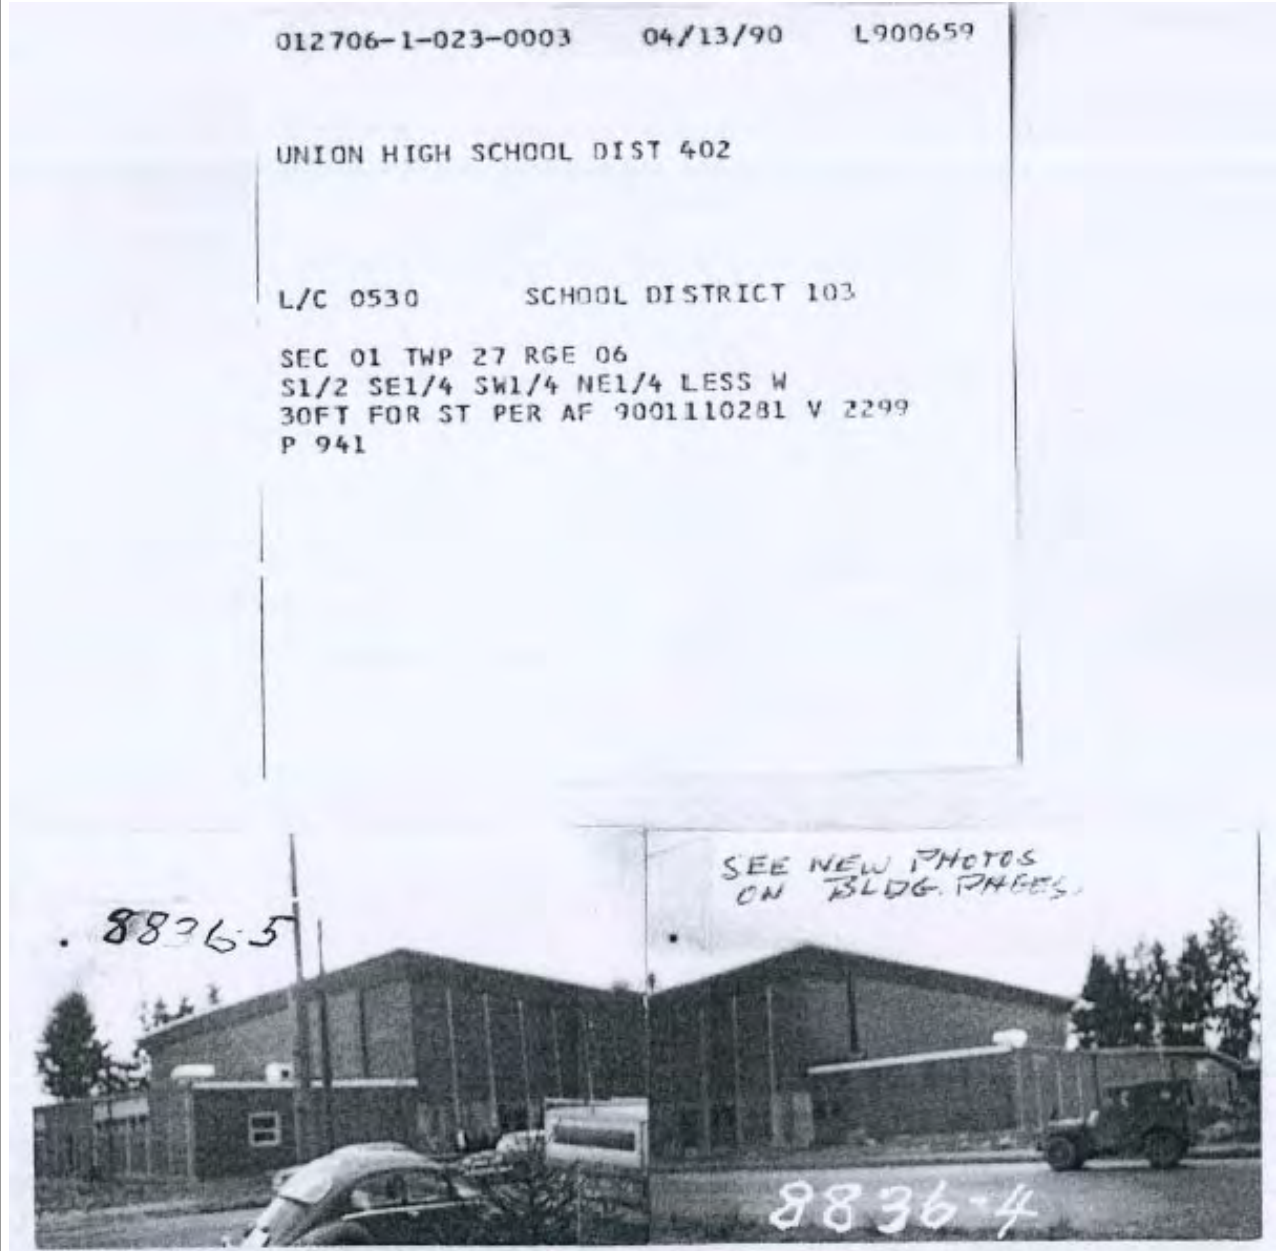 012706-1-023-0003 04/13/90 L900659
UNION HIGH SCHOOL DIST 402
L/C 0530 SCHOOL DISTRICT 103
SEC 01 TWP 27 RGE 06
S1/2 SE1/4 SW1/4 NE1/4 LESS W
30FT FOR ST PER AF 9001110281 V 2299
P 941
SEE NEW PHOTOS
ON BLDG. PAGES.
8836-5
8836-4